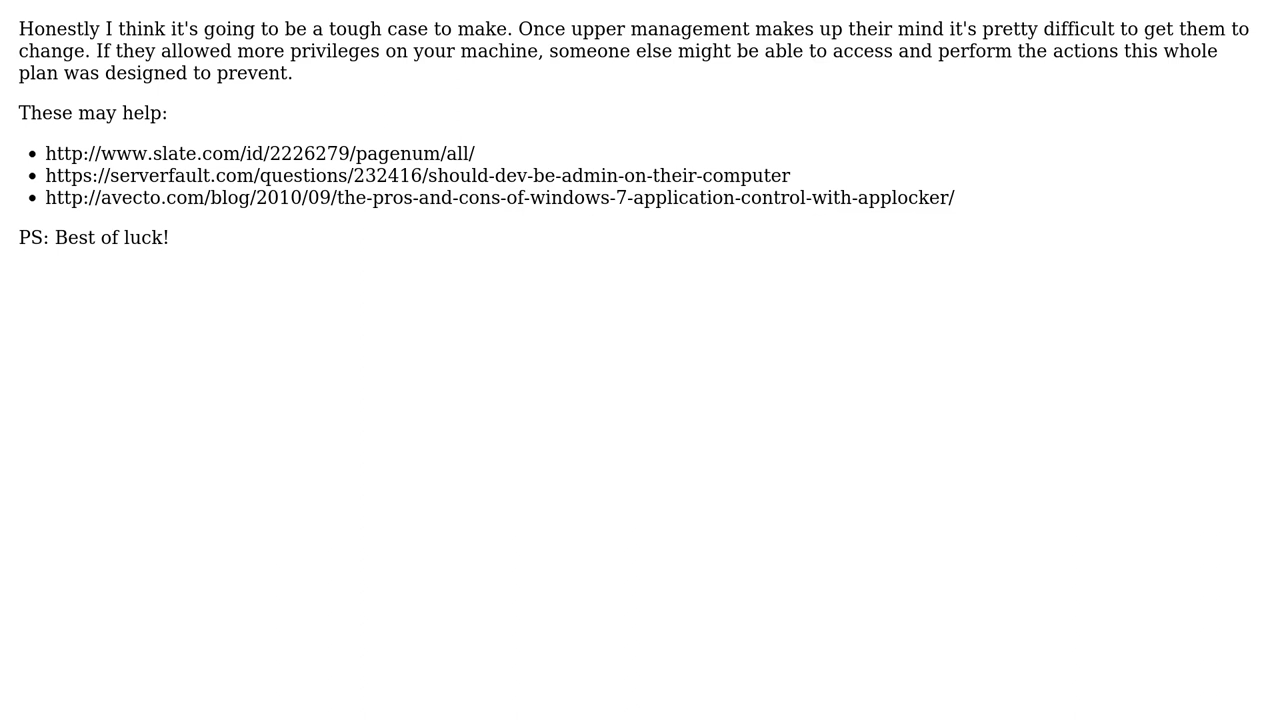 Honestly I think it's going to be a tough case to make. Once upper management makes up their mind it's pretty difficult to get them to
change. If they allowed more privileges on your machine, someone else might be able to access and perform the actions this whole
plan was designed to prevent.
These may help:
• http://www.slate.com/id/2226279/pagenum/all/
• https://serverfault.com/questions/232416/should-dev-be-admin-on-their-computer
• http://avecto.com/blog/2010/09/the-pros-and-cons-of-windows-7-application-control-with-applocker/
PS: Best of luck!